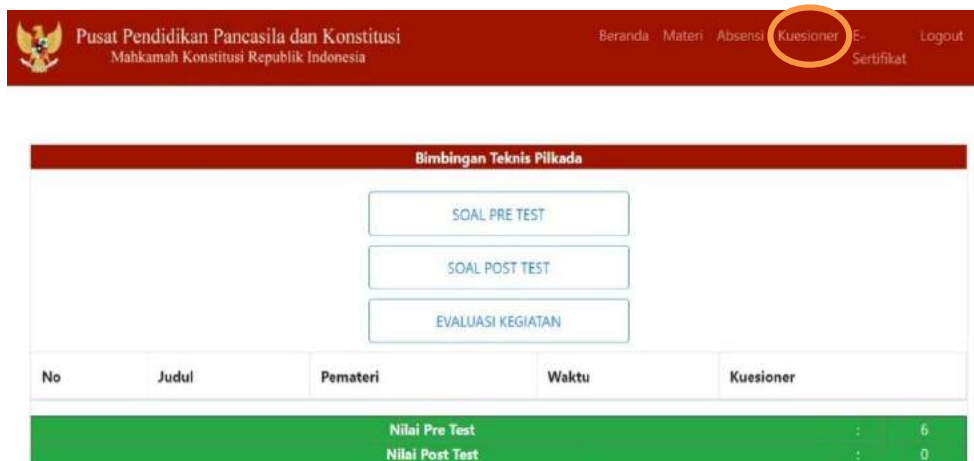 Pusat Pendidikan Pancasila dan Konstitusi
Mahkamah Konstitusi Republik Indonesia
Beranda Materi Absensi Kuesioner E-Sertifikat Logout
Bimbingan Teknis Pilkada
SOAL PRE TEST
SOAL POST TEST
EVALUASI KEGIATAN
No Judul Pemateri Waktu Kuesioner
Nilai Pre Test : 6
Nilai Post Test : 0